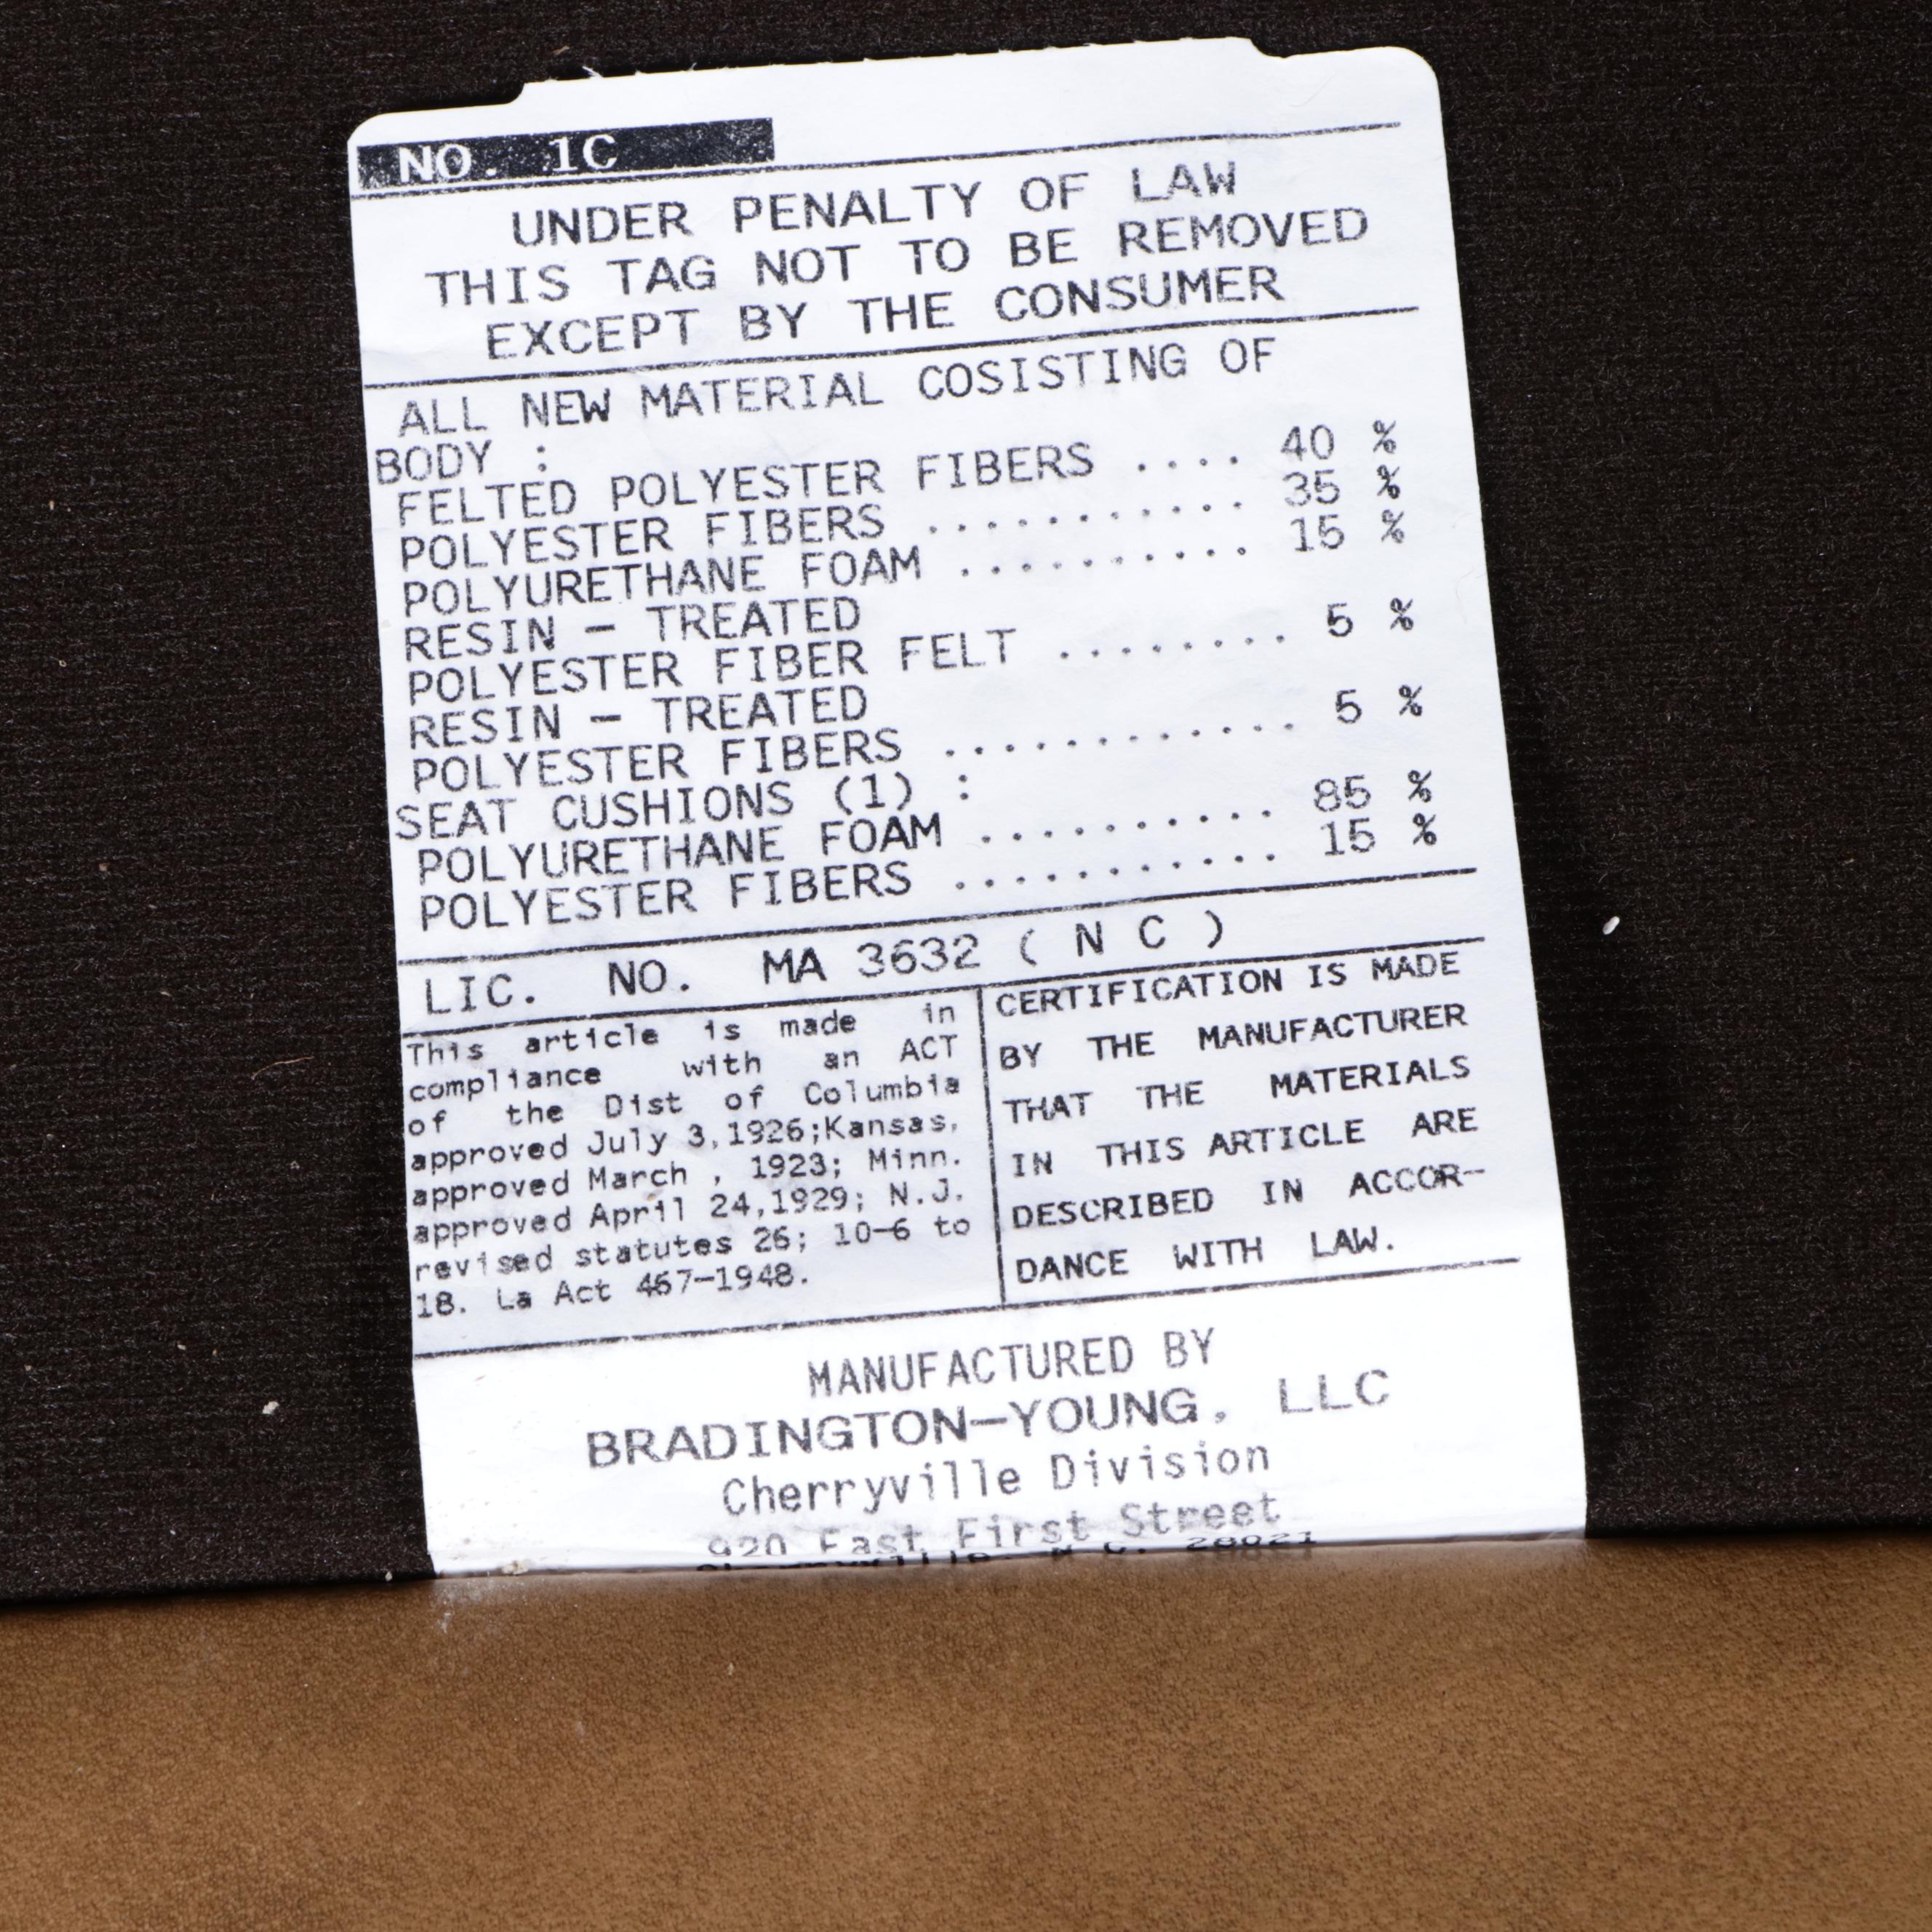 NO. 1C
UNDER PENALTY OF LAW
THIS TAG NOT TO BE REMOVED
EXCEPT BY THE CONSUMER
ALL NEW MATERIAL COSISTING OF
BODY :
FELTED POLYESTER FIBERS .... 40 %
POLYESTER FIBERS ........... 35 %
POLYURETHANE FOAM .......... 15 %
RESIN - TREATED
POLYESTER FIBER FELT ........ 5 %
RESIN - TREATED
POLYESTER FIBERS ............ 5 %
SEAT CUSHIONS (1) :
POLYURETHANE FOAM .......... 85 %
POLYESTER FIBERS ........... 15 %
LIC. NO. MA 3632 ( N C )
This article is made in
compliance with an ACT
of the Dist of Columbia
approved July 3,1926;Kansas,
approved March , 1923; Minn.
approved April 24,1929; N.J.
revised statutes 26; 10-6 to
18. La Act 467-1948.
CERTIFICATION IS MADE
BY THE MANUFACTURER
THAT THE MATERIALS
IN THIS ARTICLE ARE
DESCRIBED IN ACCOR-
DANCE WITH LAW.
MANUFACTURED BY
BRADINGTON-YOUNG, LLC
Cherryville Division
920 East First Street
N.C. 28021